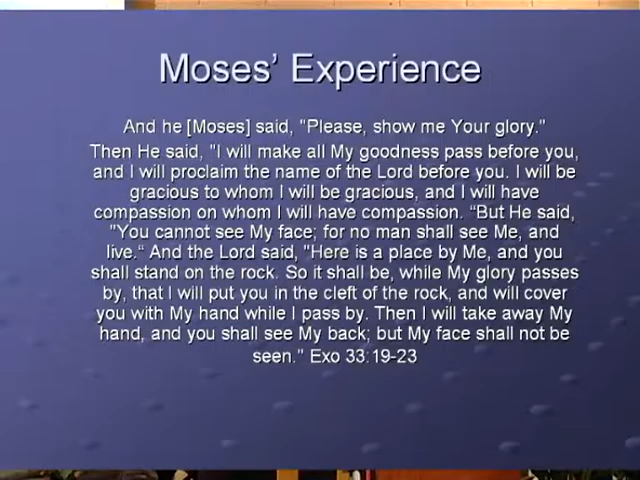 Moses’ Experience
And he [Moses] said, "Please, show me Your glory."
Then He said, "I will make all My goodness pass before you,
and I will proclaim the name of the Lord before you. I will be
gracious to whom I will be gracious, and I will have
compassion on whom I will have compassion. “But He said,
"You cannot see My face; for no man shall see Me, and
live.“ And the Lord said, "Here is a place by Me, and you
shall stand on the rock. So it shall be, while My glory passes
by, that I will put you in the cleft of the rock, and will cover
you with My hand while I pass by. Then I will take away My
hand, and you shall see My back; but My face shall not be
seen." Exo 33:19-23